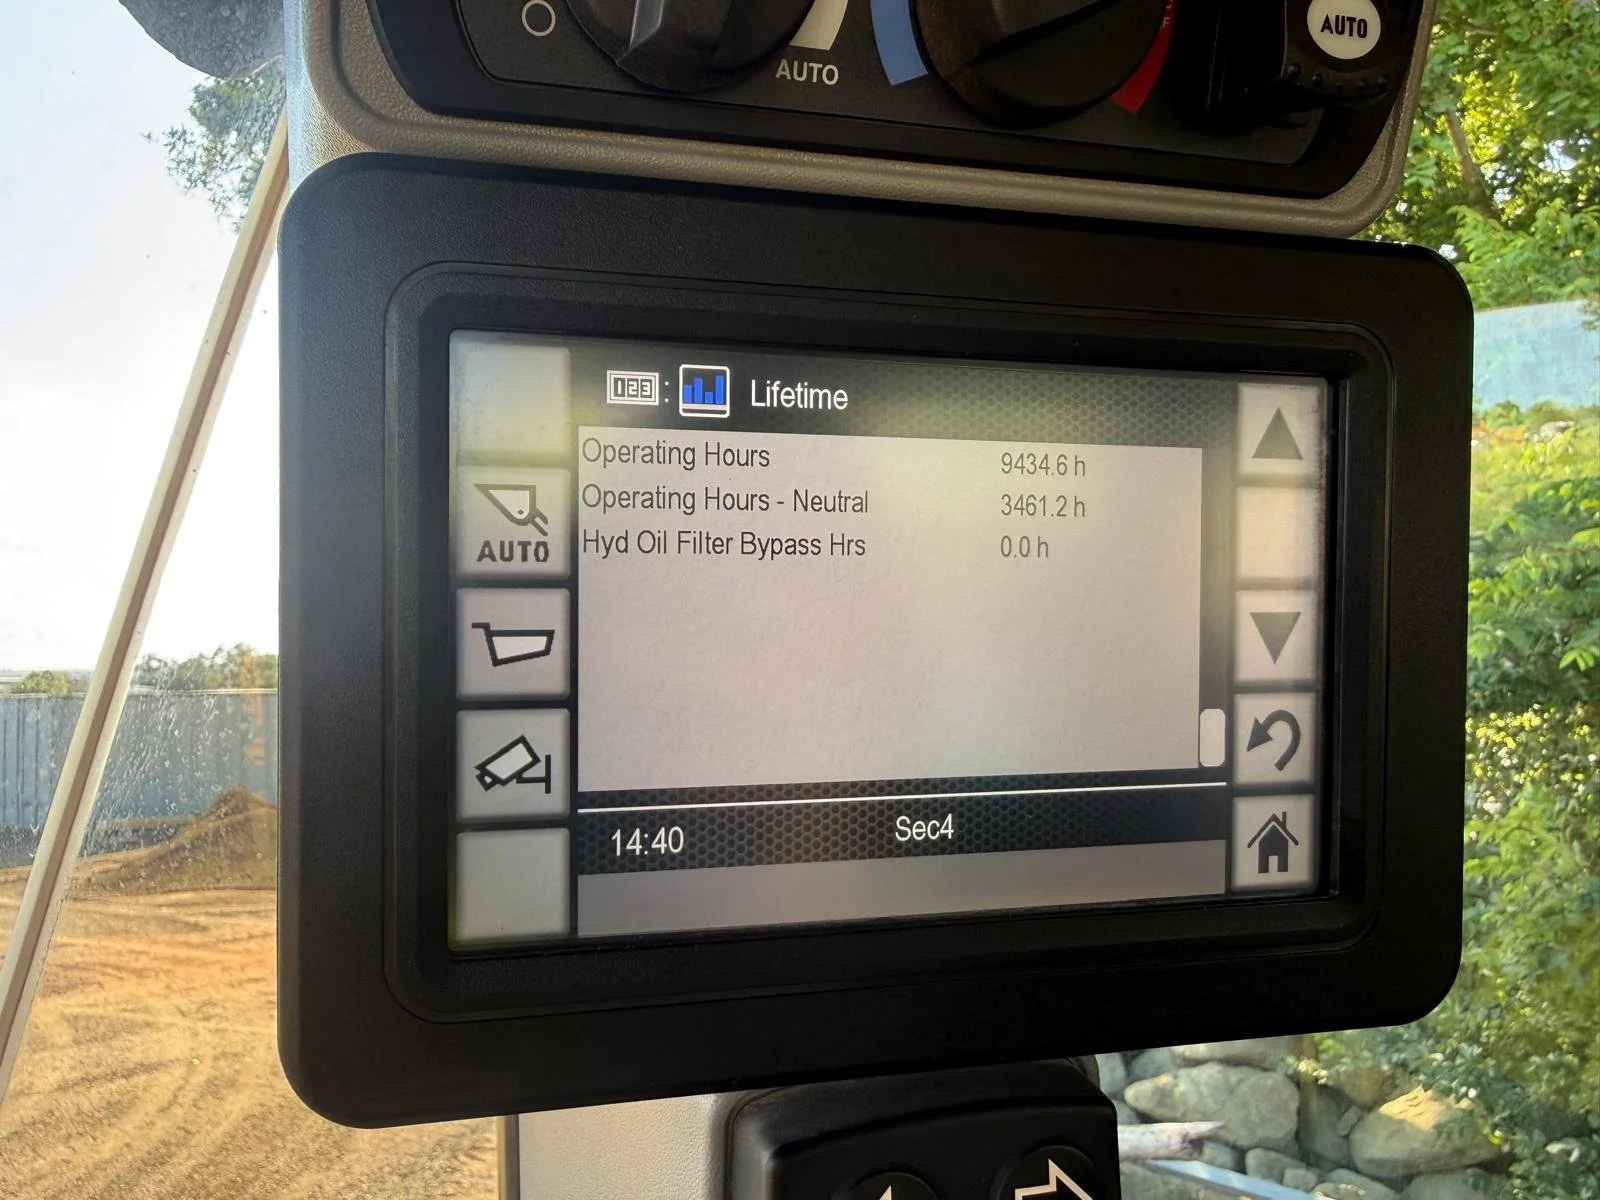 AUTO
AUTO
123 : Lifetime
Operating Hours 9434.6 h
Operating Hours - Neutral 3461.2 h
Hyd Oil Filter Bypass Hrs 0.0 h
AUTO
14:40 Sec4